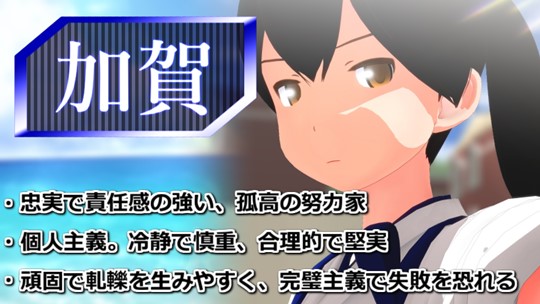 加賀
・忠実で責任感の強い、孤高の努力家
・個人主義。冷静で慎重、合理的で堅実
・頑固で軋轢を生みやすく、完璧主義で失敗を恐れる